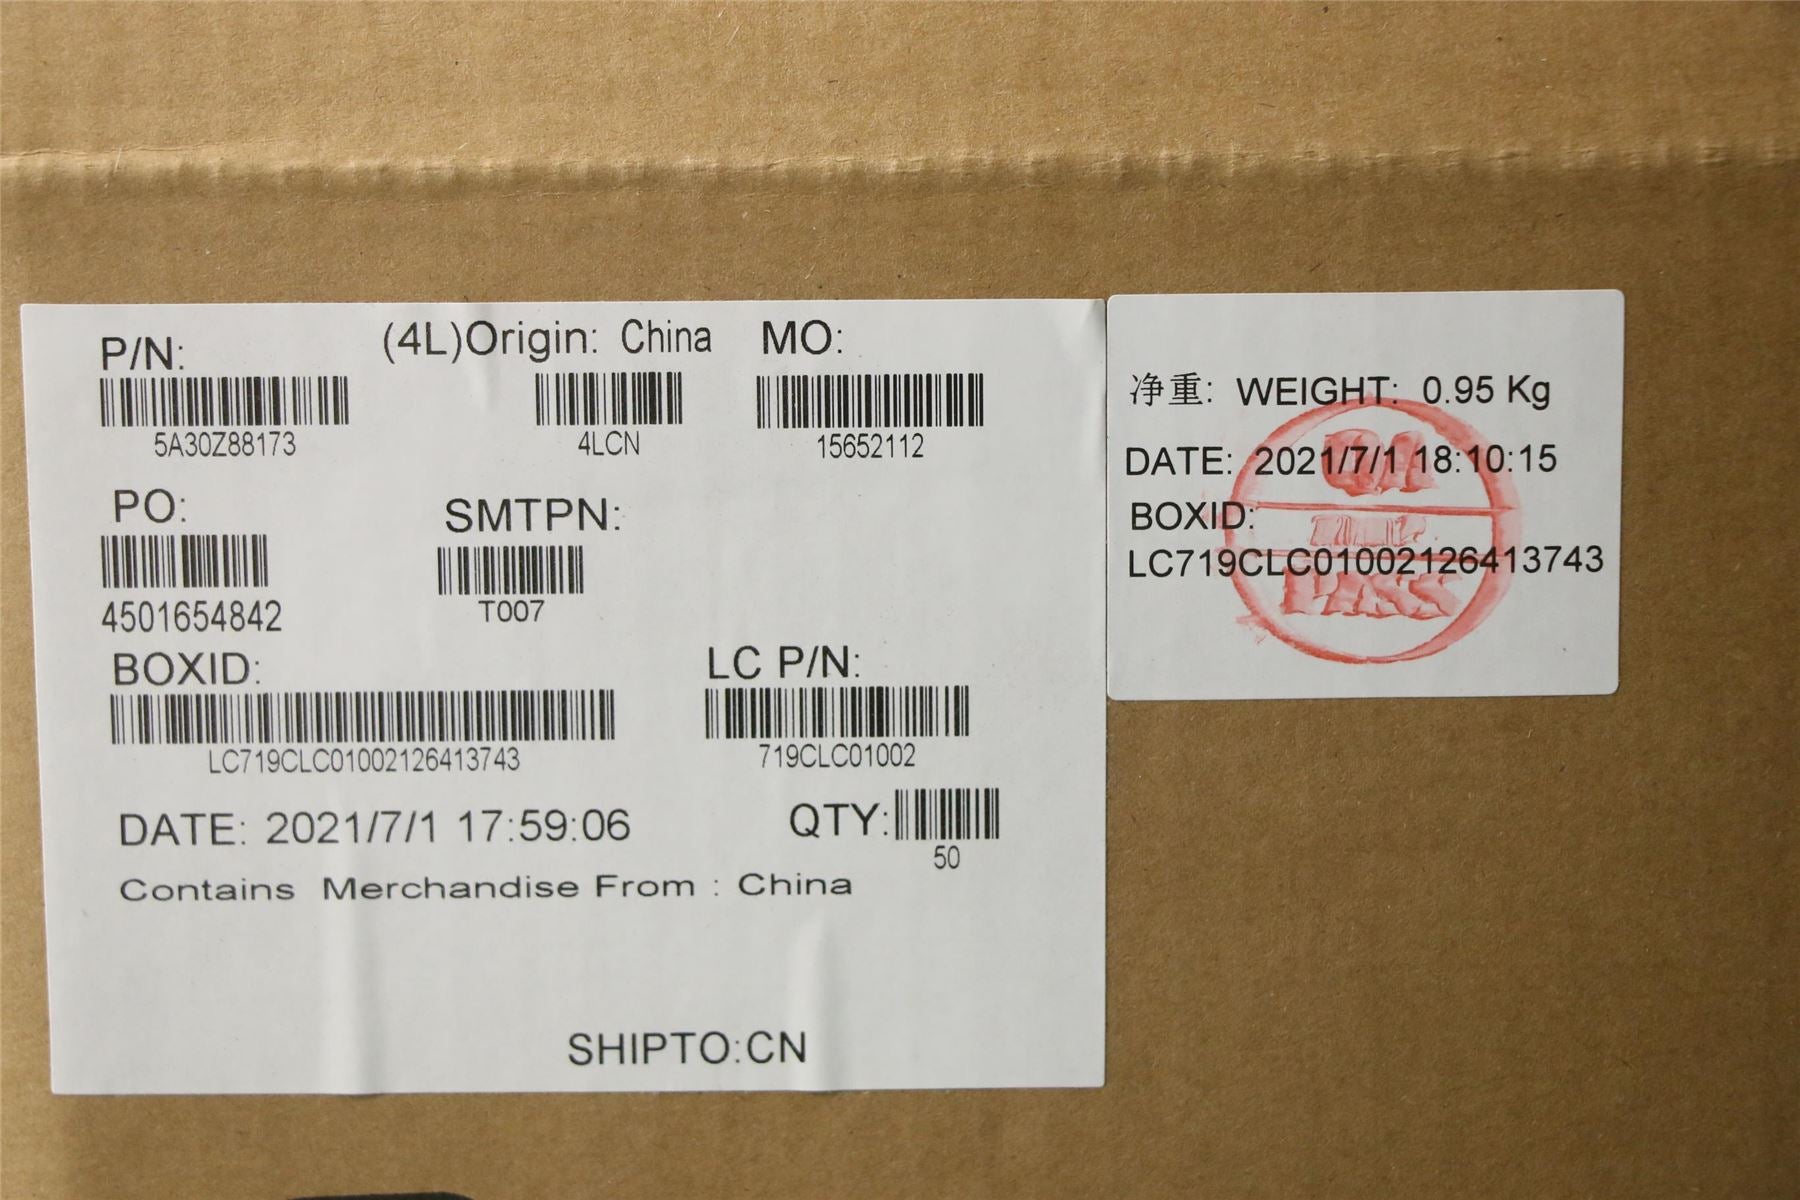 P/N:
(4L)Origin: China
MO:
5A30Z88173
4LCN
15652112
PO:
SMTPN:
4501654842
T007
BOXID:
LC P/N:
LC719CLC01002126413743
719CLC01002
DATE: 2021/7/1 17:59:06
QTY:
50
Contains Merchandise From : China
SHIPTO:CN
净重: WEIGHT: 0.95 Kg
DATE: 2021/7/1 18:10:15
BOXID:
LC719CLC01002126413743
PASS